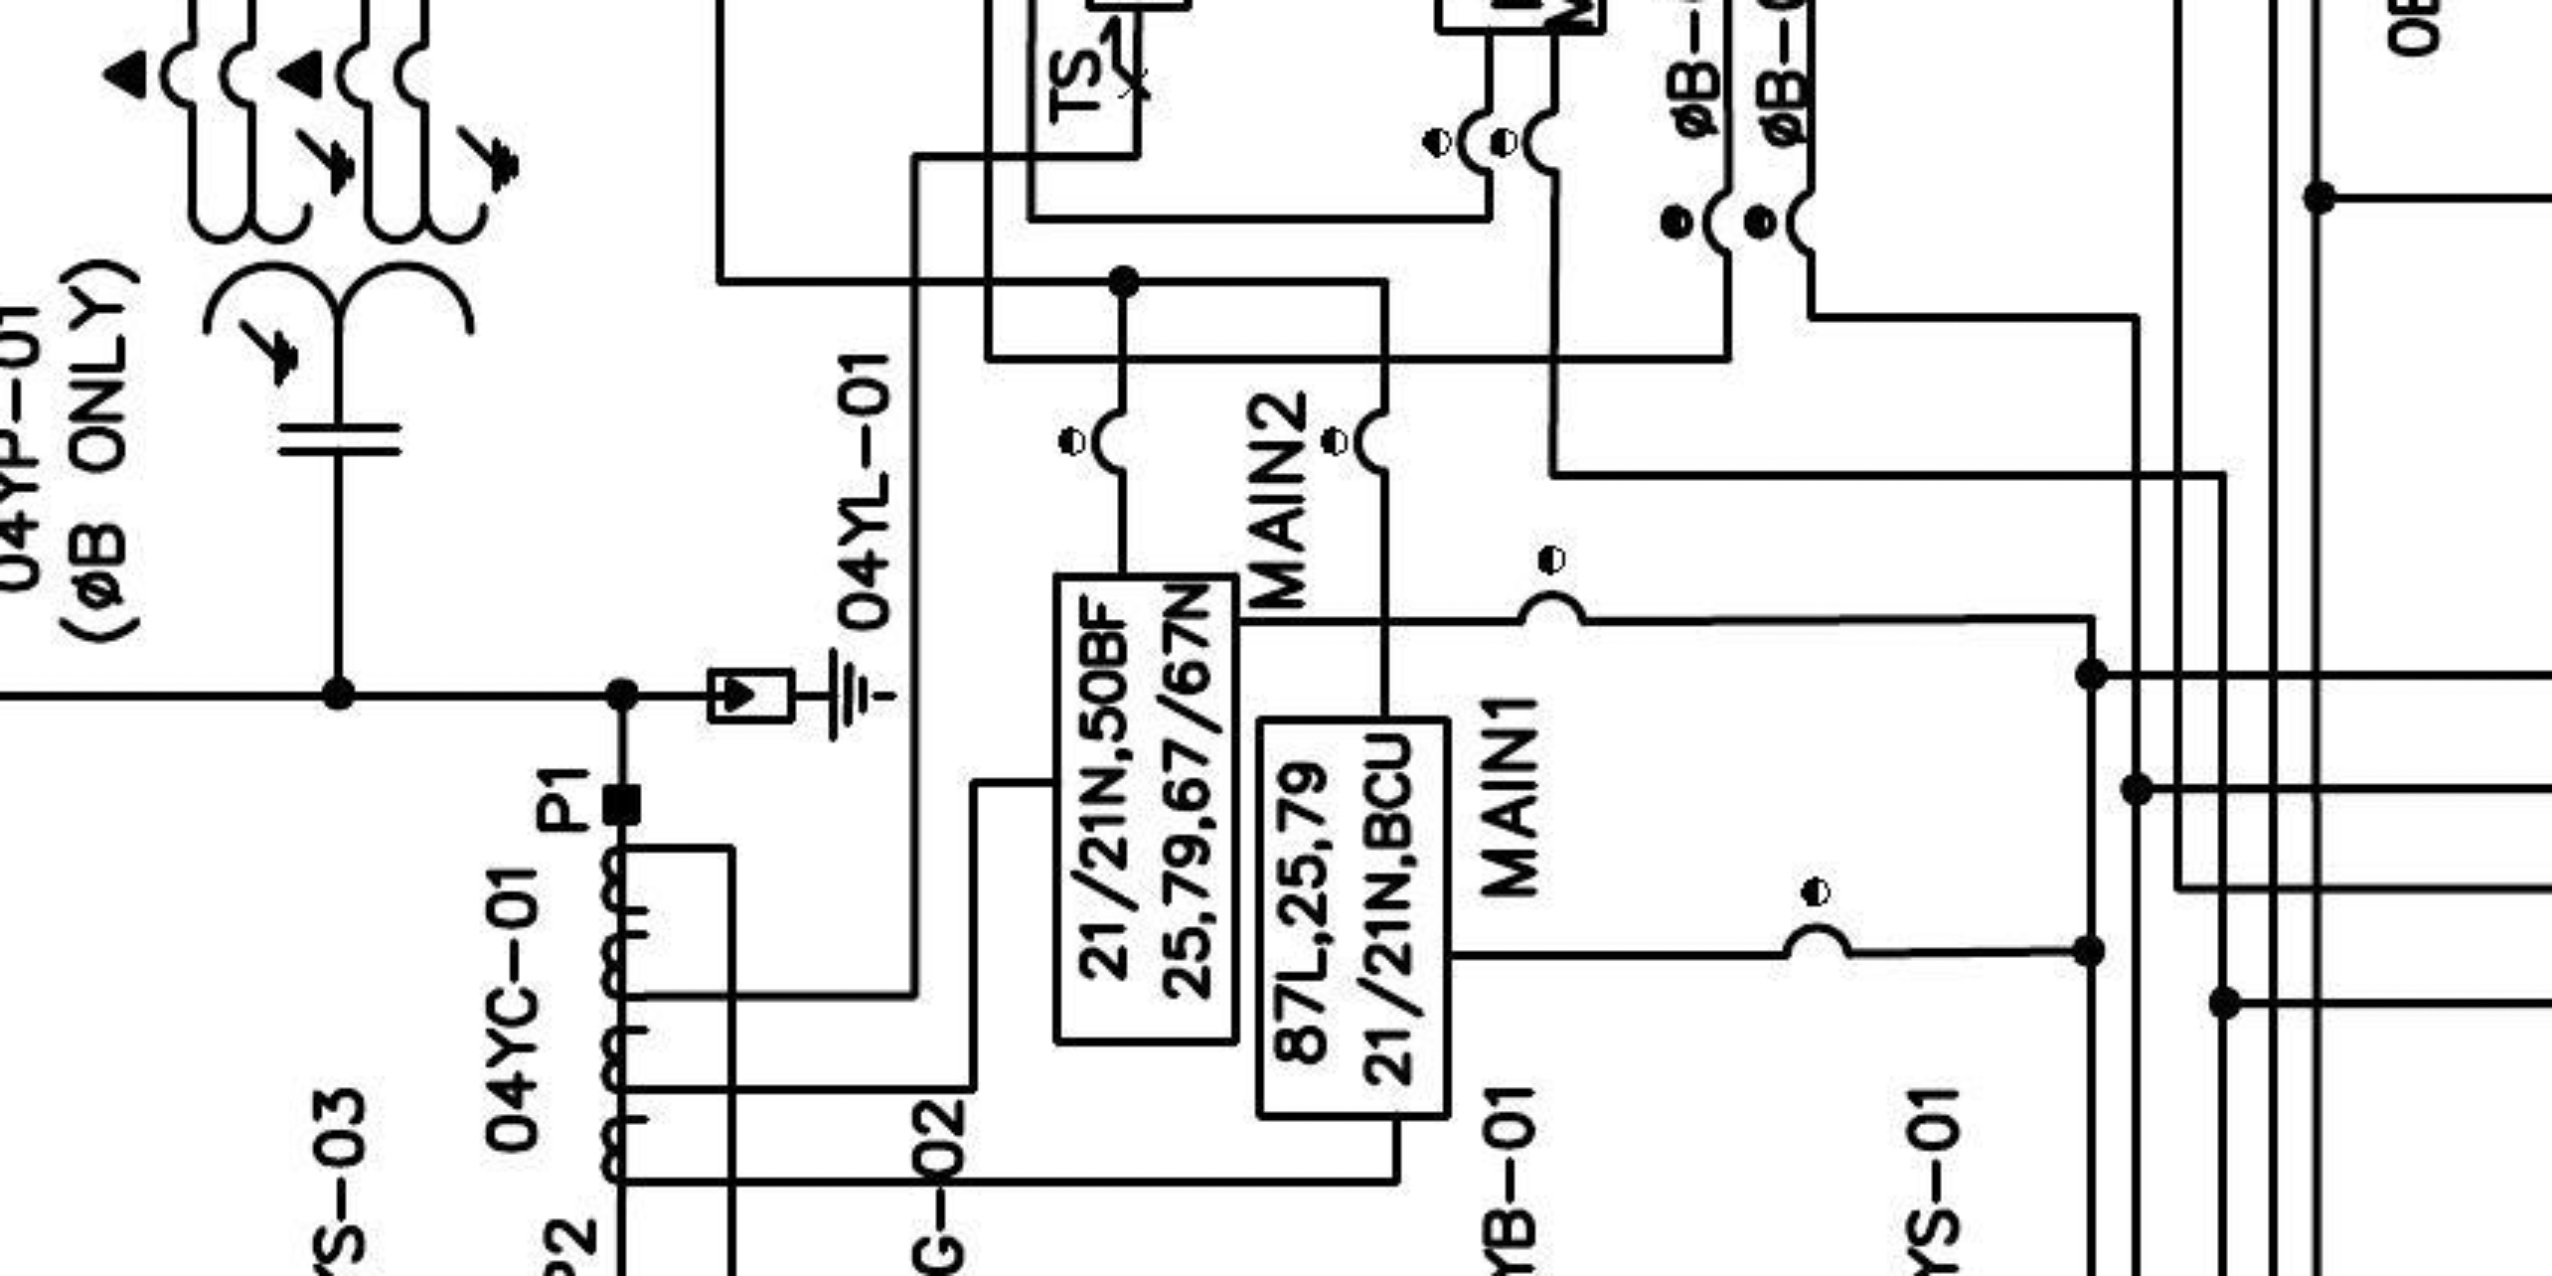 TS
øB-
øB-
(øB ONLY)
04YL-01
MAIN2
21/21N,50BF
25,79,67/67N
MAIN1
87L,25,79
21/21N,BCU
P1
04YC-01
P2
YS-03
G-02
YB-01
YS-01
04YP-01